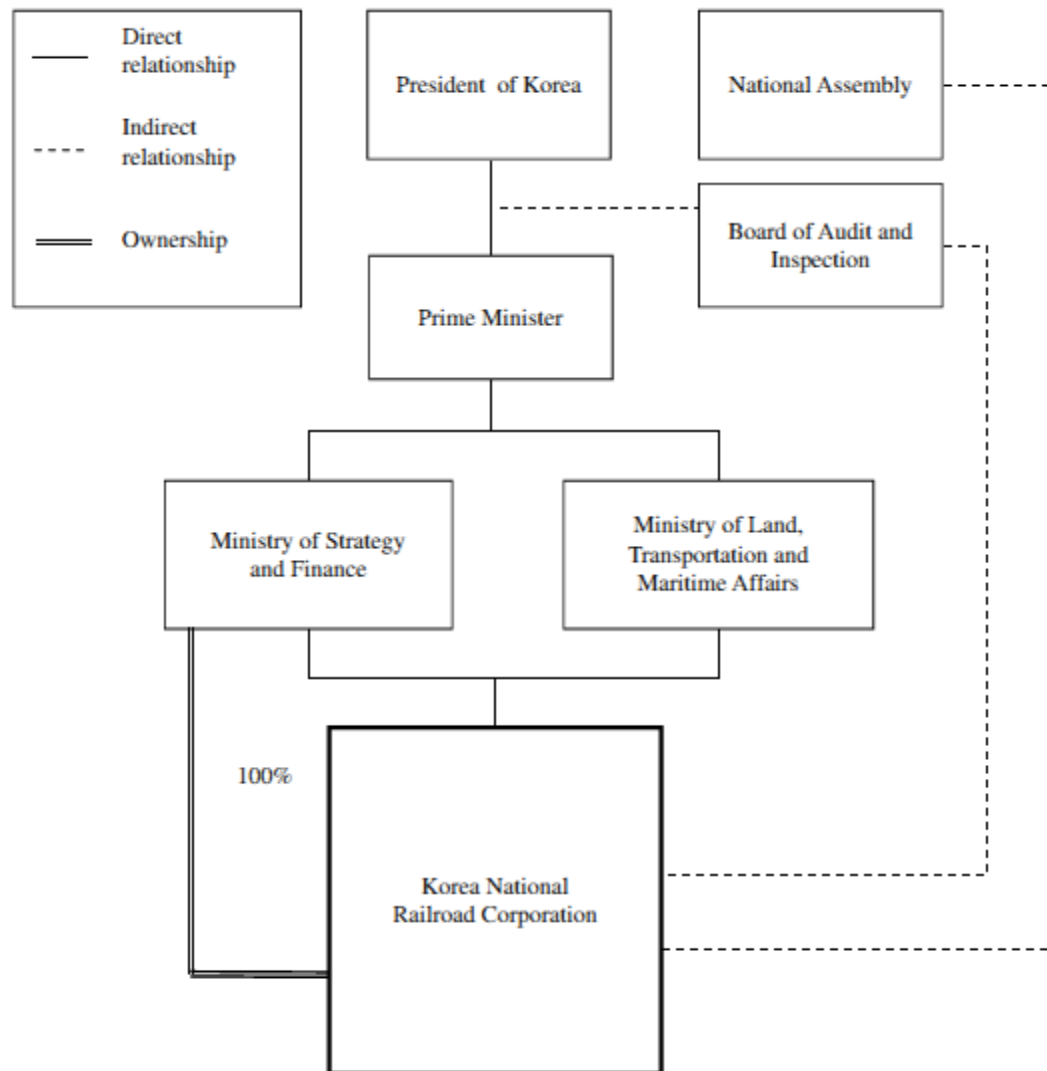 Direct
relationship
Indirect
relationship
Ownership
President of Korea
National Assembly
Board of Audit and
Inspection
Prime Minister
Ministry of Strategy
and Finance
Ministry of Land,
Transportation and
Maritime Affairs
100%
Korea National
Railroad Corporation